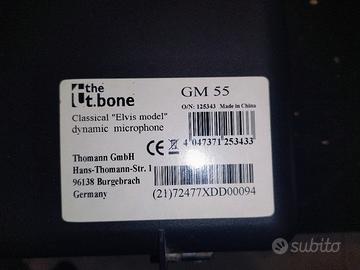 the
t.bone
GM 55
O/N: 125343 Made in China
Classical "Elvis model"
dynamic microphone
CE
4 047371 253433
Thomann GmbH
Hans-Thomann-Str. 1
96138 Burgebrach
Germany
(21)72477XDD00094
subito